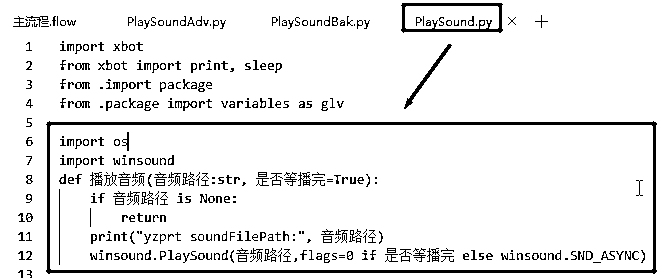 主流程.flow PlaySoundAdv.py PlaySoundBak.py PlaySound.py × +
1 import xbot
2 from xbot import print, sleep
3 from .import package
4 from .package import variables as glv
5
6 import os
7 import winsound
8 def 播放音频(音频路径:str, 是否等播完=True):
9 if 音频路径 is None:
10 return
11 print("yzprt soundFilePath:", 音频路径)
12 winsound.PlaySound(音频路径,flags=0 if 是否等播完 else winsound.SND_ASYNC)
13